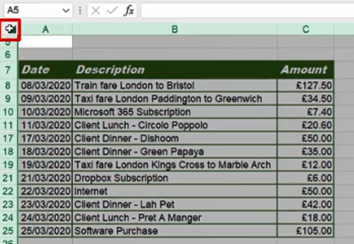 A5
fx
A B C
5
6
7 Date Description Amount
8 08/03/2020 Train fare London to Bristol £127.50
9 09/03/2020 Taxi fare London Paddington to Greenwich £34.50
10 10/03/2020 Microsoft 365 Subscription £7.40
11 11/03/2020 Client Lunch - Circolo Poppolo £20.60
17 17/03/2020 Client Dinner - Dishoom £50.00
18 18/03/2020 Client Dinner - Green Papaya £35.00
19 19/03/2020 Taxi fare London Kings Cross to Marble Arch £12.00
21 21/03/2020 Dropbox Subscription £6.00
22 22/03/2020 Internet £50.00
23 23/03/2020 Client Dinner - Lah Pet £42.00
24 24/03/2020 Client Lunch - Pret A Manger £18.00
25 25/03/2020 Software Purchase £105.00
26